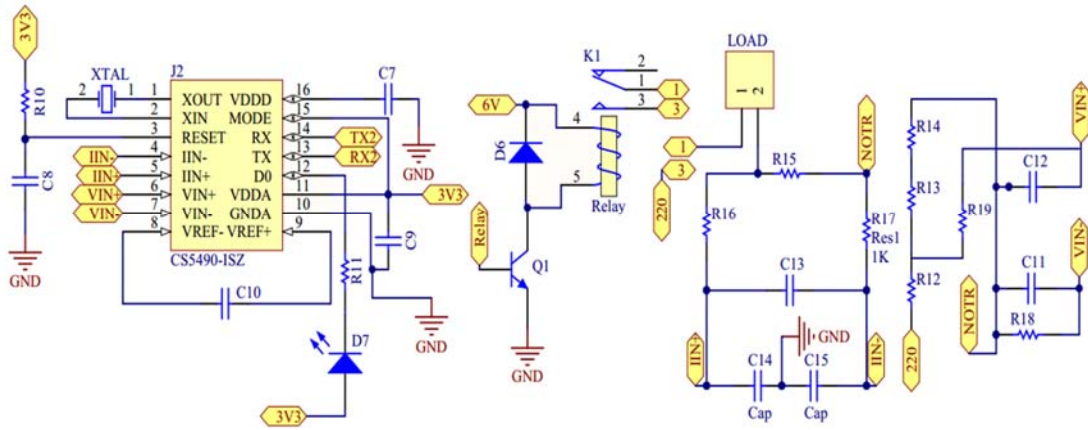 3V3
R10
C8
GND
XTAL
2
1
J2
1 XOUT VDDD 16
2 XIN MODE 5
3 RESET RX 4
4 IIN- TX 13
5 IIN+ D0 12
6 VIN+ VDDA 11
7 VIN- GNDA 10
8 VREF- VREF+ 9
CS5490-ISZ
IIN-
IIN+
VIN+
VIN-
C10
C7
GND
TX2
RX2
3V3
C9
R11
GND
D7
3V3
6V
D6
4
5
Relay
Relay
Q1
GND
K1
2
1
3
1
3
LOAD
1
2
1
3
220
R15
NOTR
R16
R17
Res1
1K
C13
IIN+
GND
C14
C15
Cap
Cap
IIN-
R14
R13
R12
220
R19
C12
VIN+
VIN-
C11
R18
NOTR